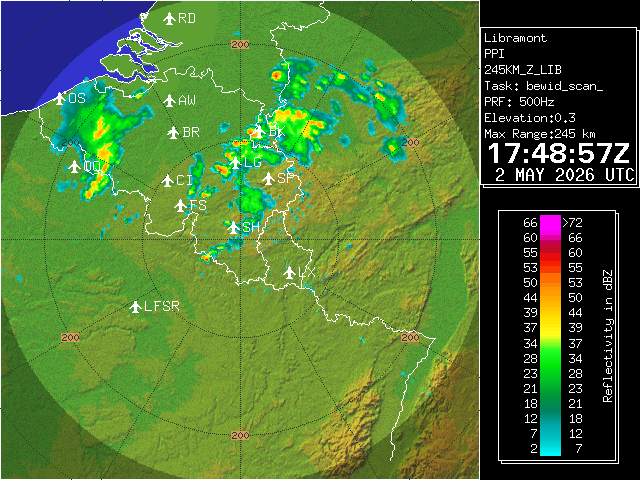 Libramont
PPI
245KM_Z_LIB
Task: bewid_scan_
PRF: 500Hz
Elevation:0.3
Max Range:245 km
17:48:57Z
2 MAY 2026 UTC
RD
200
OS
AW
BR
BK
200
LG
CI
SP
FS
SH
LX
LFSR
200
200
200
66 >72
60 66
55 60
53 55
50 53
44 50
39 44
37 39
34 37
28 34
23 28
21 23
18 21
12 18
7 12
2 7
Reflectivity in dBZ